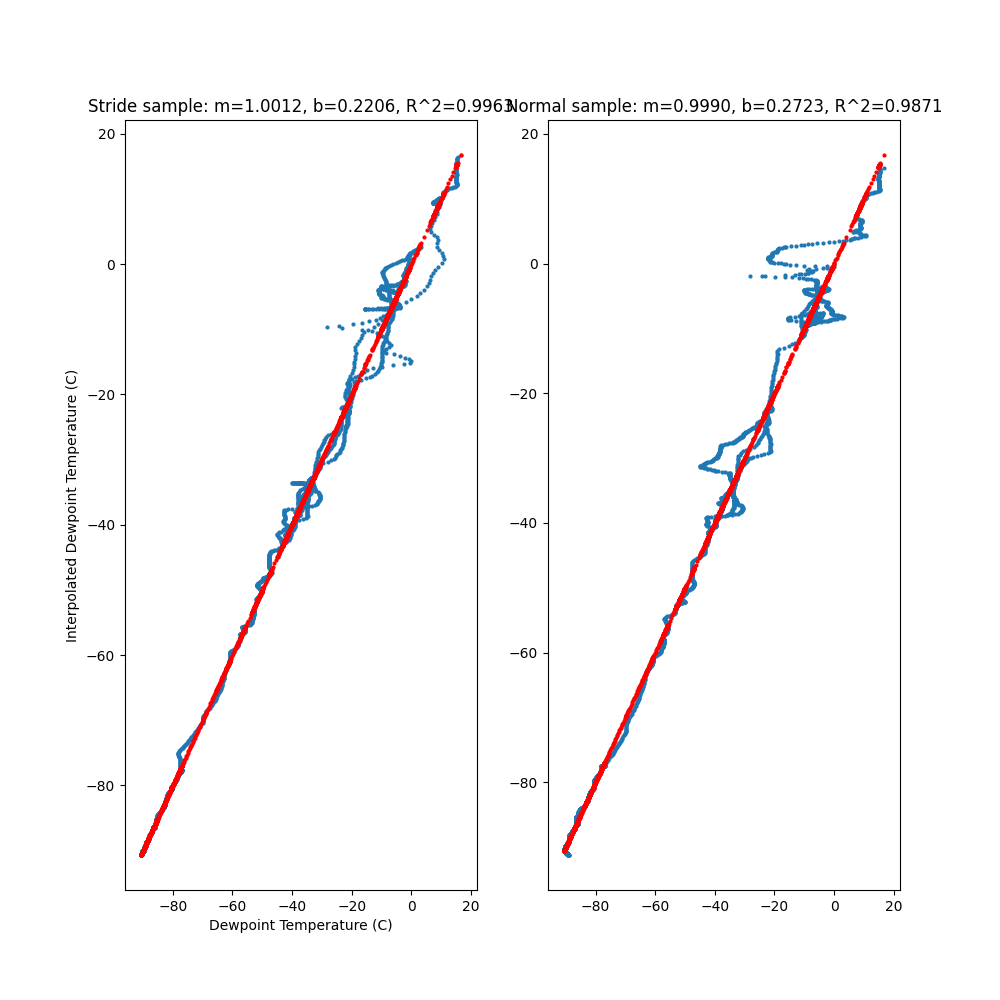 Stride sample: m=1.0012, b=0.2206, R^2=0.9963
Normal sample: m=0.9990, b=0.2723, R^2=0.9871
Interpolated Dewpoint Temperature (C)
20
0
−20
−40
−60
−80
−80 −60 −40 −20 0 20
Dewpoint Temperature (C)
20
0
−20
−40
−60
−80
−80 −60 −40 −20 0 20